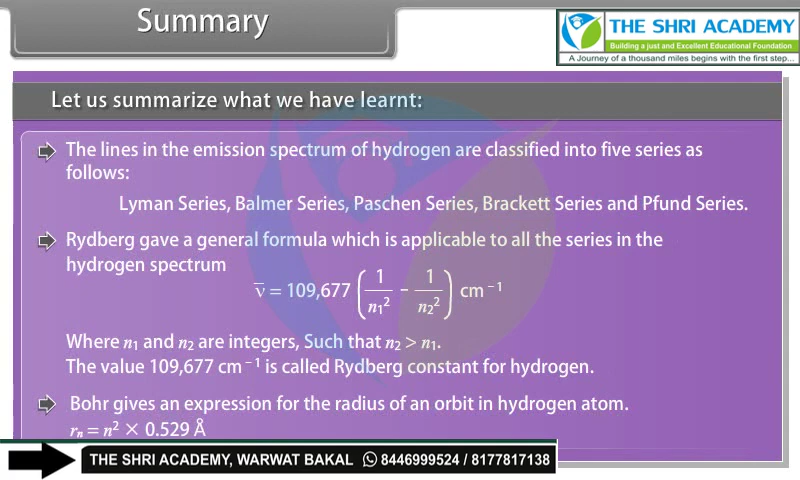 Summary
THE SHRI ACADEMY
Building a just and Excellent Educational Foundation
A Journey of a thousand miles begins with the first step...
Let us summarize what we have learnt:
The lines in the emission spectrum of hydrogen are classified into five series as
follows:
Lyman Series, Balmer Series, Paschen Series, Brackett Series and Pfund Series.
Rydberg gave a general formula which is applicable to all the series in the
hydrogen spectrum
ν̅ = 109,677 (1/n₁² - 1/n₂²) cm⁻¹
Where n₁ and n₂ are integers, Such that n₂ > n₁.
The value 109,677 cm⁻¹ is called Rydberg constant for hydrogen.
Bohr gives an expression for the radius of an orbit in hydrogen atom.
rₙ = n² × 0.529 Å
THE SHRI ACADEMY, WARWAT BAKAL 8446999524 / 8177817138